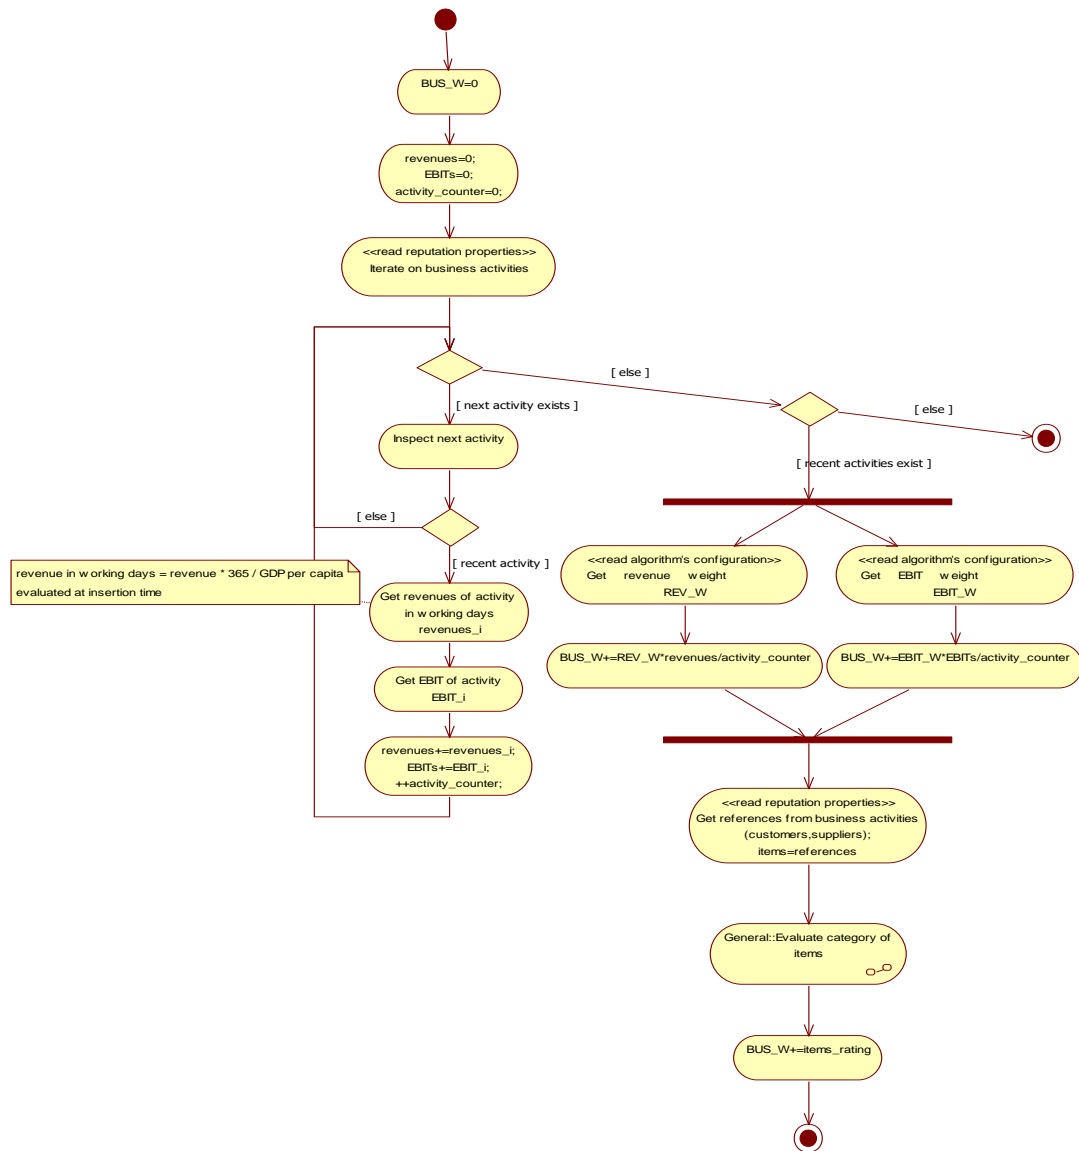 BUS_W=0
revenues=0;
EBITs=0;
activity_counter=0;
<<read reputation properties>>
Iterate on business activities
[ else ]
[ next activity exists ]
[ else ]
Inspect next activity
[ recent activities exist ]
[ else ]
[ recent activity ]
revenue in working days = revenue * 365 / GDP per capita
evaluated at insertion time
Get revenues of activity
in working days
revenues_i
<<read algorithm's configuration>>
Get revenue weight
REV_W
<<read algorithm's configuration>>
Get EBIT weight
EBIT_W
BUS_W+=REV_W*revenues/activity_counter
BUS_W+=EBIT_W*EBITs/activity_counter
Get EBIT of activity
EBIT_i
revenues+=revenues_i;
EBITs+=EBIT_i;
++activity_counter;
<<read reputation properties>>
Get references from business activities
(customers,suppliers);
items=references
General::Evaluate category of
items
BUS_W+=items_rating